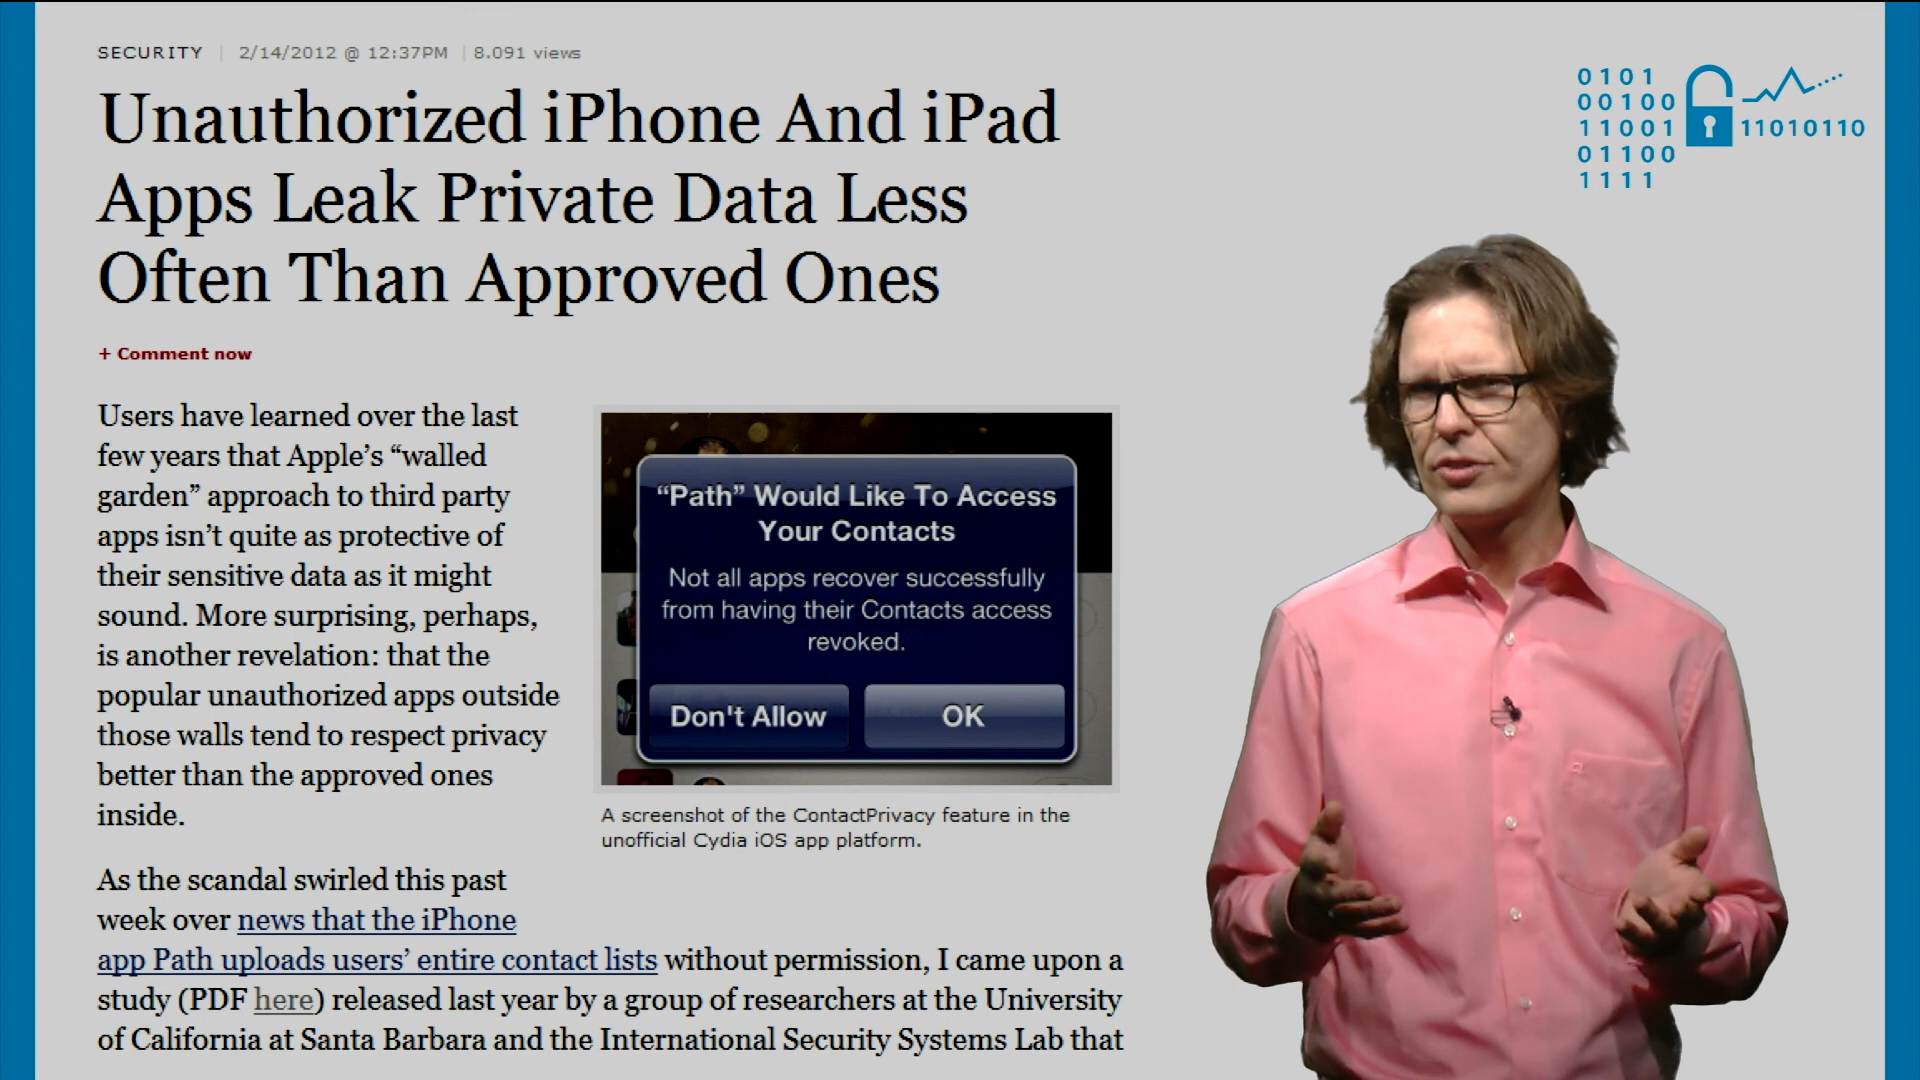 SECURITY | 2/14/2012 @ 12:37PM | 8.091 views
Unauthorized iPhone And iPad
Apps Leak Private Data Less
Often Than Approved Ones
+ Comment now
Users have learned over the last
few years that Apple’s “walled
garden” approach to third party
apps isn’t quite as protective of
their sensitive data as it might
sound. More surprising, perhaps,
is another revelation: that the
popular unauthorized apps outside
those walls tend to respect privacy
better than the approved ones
inside.
“Path” Would Like To Access
Your Contacts
Not all apps recover successfully
from having their Contacts access
revoked.
Don't Allow
OK
A screenshot of the ContactPrivacy feature in the
unofficial Cydia iOS app platform.
As the scandal swirled this past
week over news that the iPhone
app Path uploads users’ entire contact lists without permission, I came upon a
study (PDF here) released last year by a group of researchers at the University
of California at Santa Barbara and the International Security Systems Lab that
0101
00100
11001
01100
1111
11010110